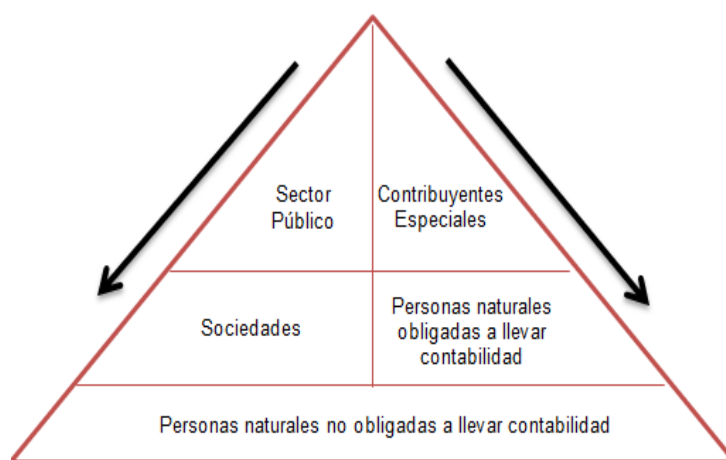 Sector
Público
Contribuyentes
Especiales
Sociedades
Personas naturales
obligadas a llevar
contabilidad
Personas naturales no obligadas a llevar contabilidad